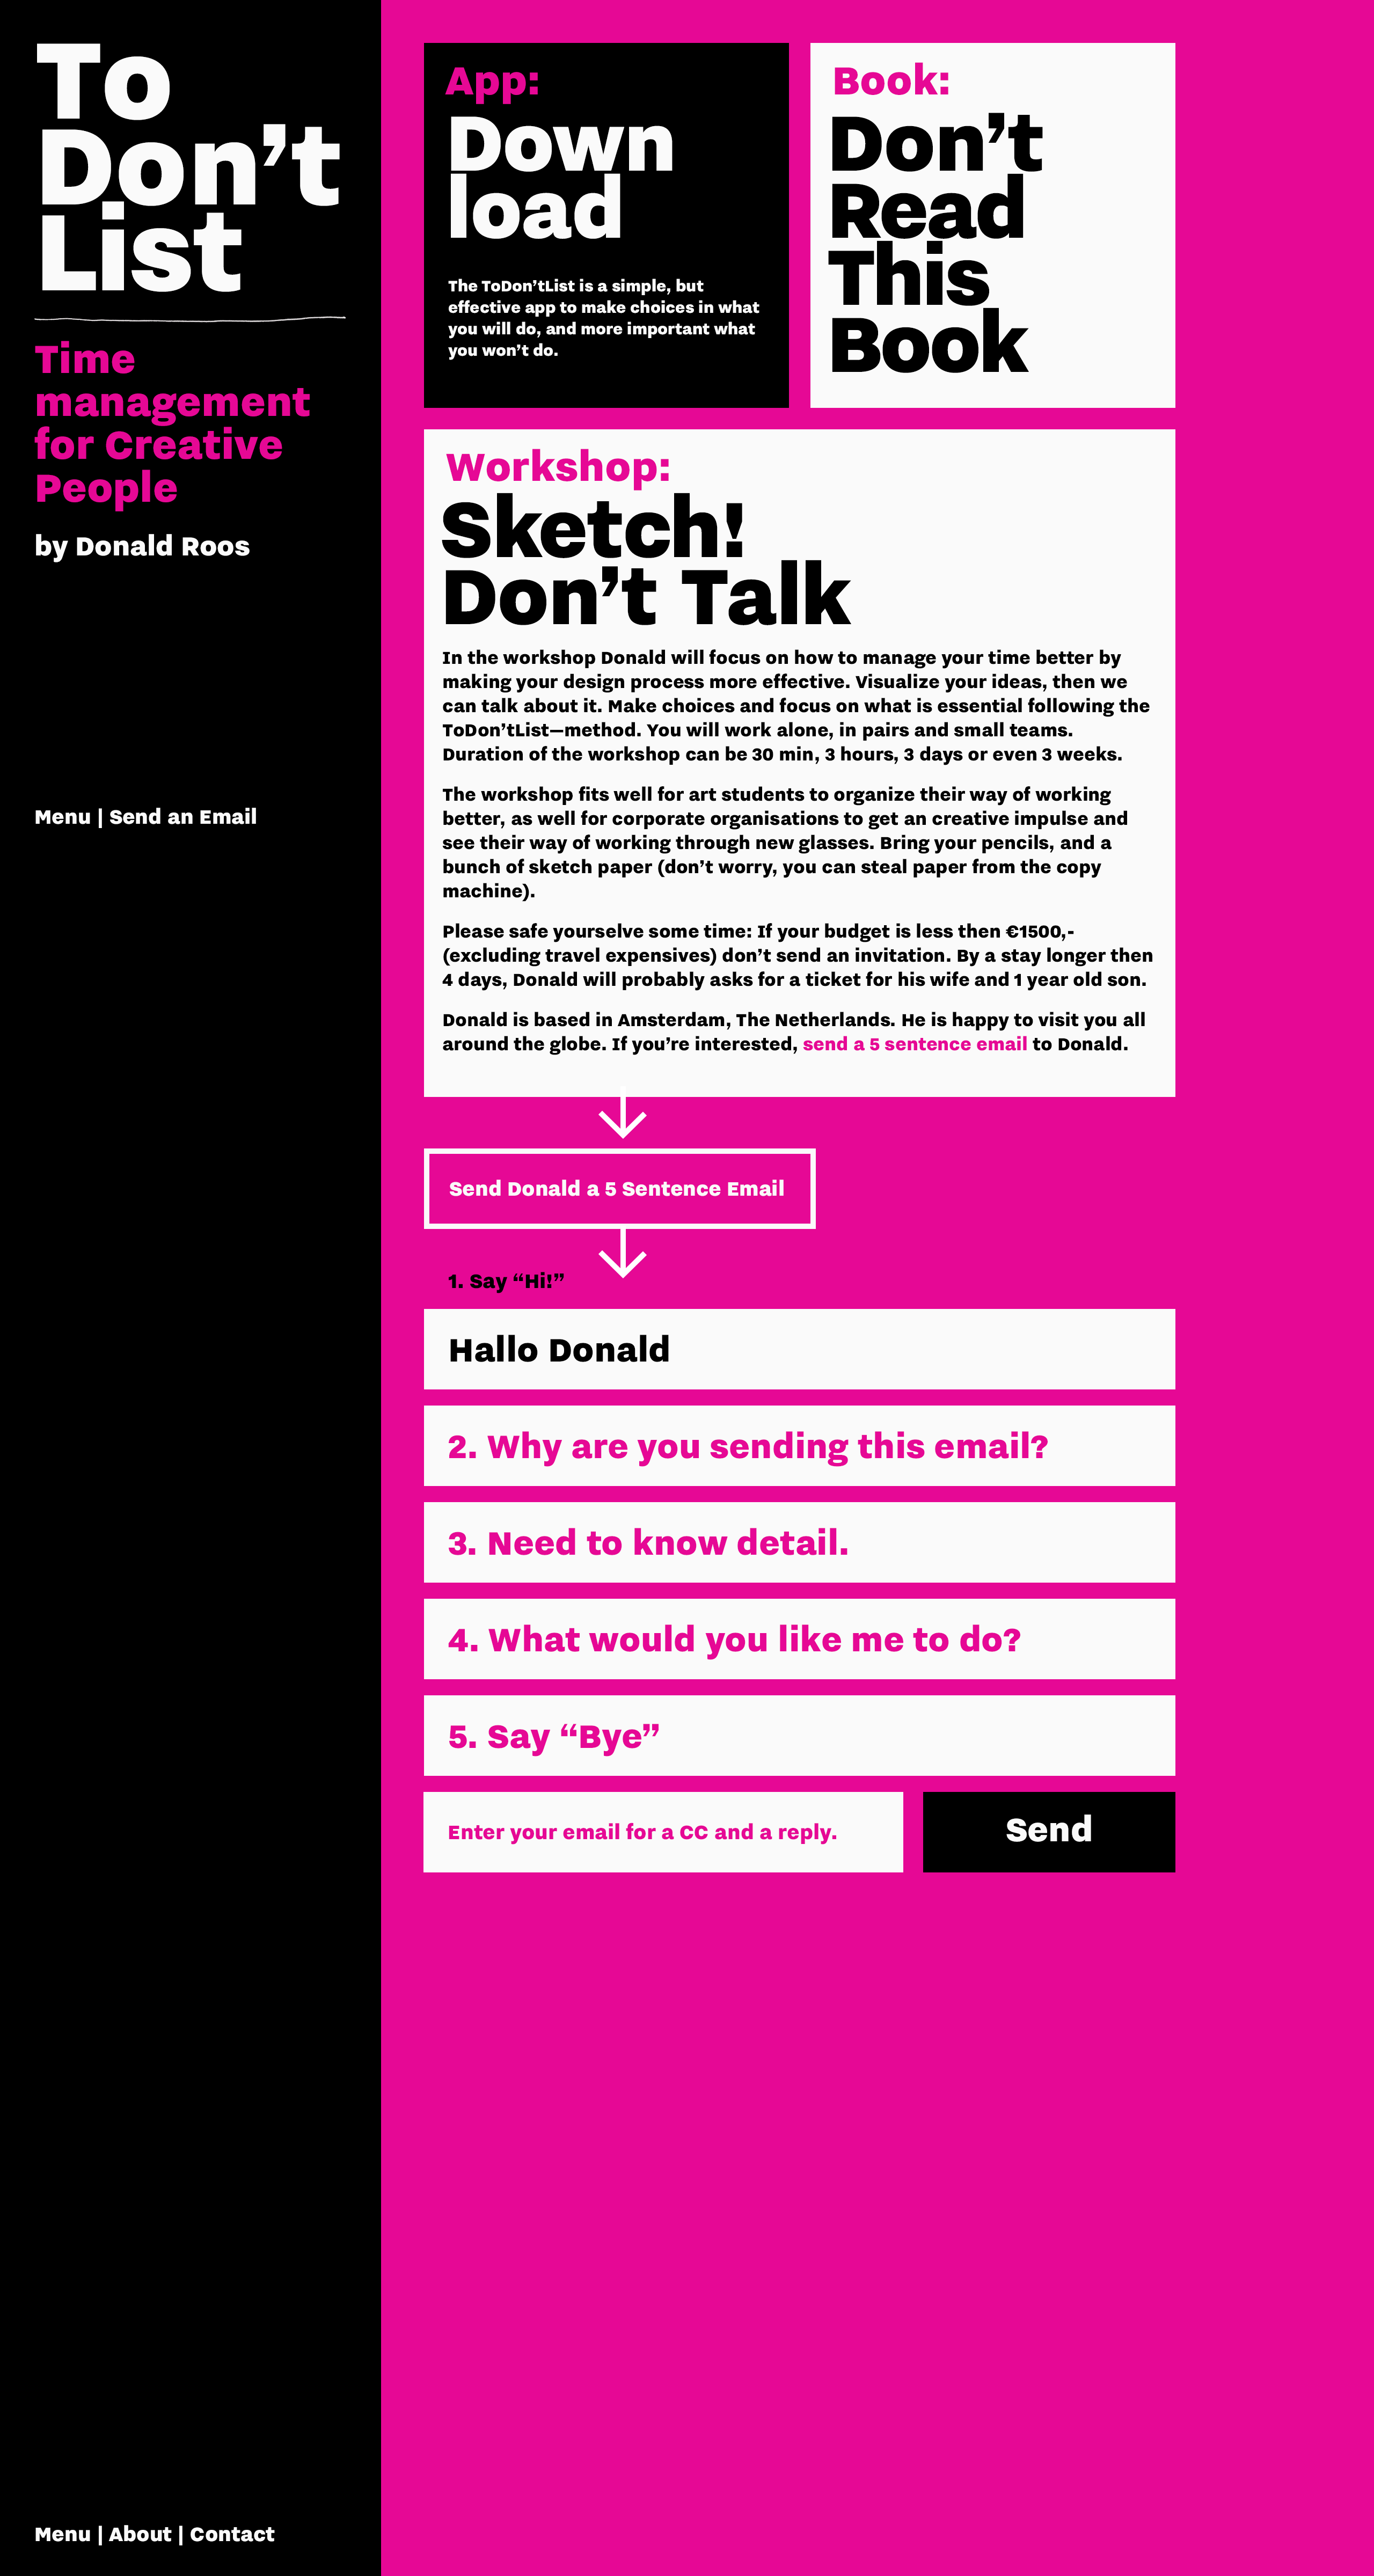 To
Don’t
List
Time
management
for Creative
People
by Donald Roos
Menu | Send an Email
Menu | About | Contact
App:
Down
load
The ToDon’tList is a simple, but
effective app to make choices in what
you will do, and more important what
you won’t do.
Book:
Don’t
Read
This
Book
Workshop:
Sketch!
Don’t Talk
In the workshop Donald will focus on how to manage your time better by
making your design process more effective. Visualize your ideas, then we
can talk about it. Make choices and focus on what is essential following the
ToDon’tList—method. You will work alone, in pairs and small teams.
Duration of the workshop can be 30 min, 3 hours, 3 days or even 3 weeks.
The workshop fits well for art students to organize their way of working
better, as well for corporate organisations to get an creative impulse and
see their way of working through new glasses. Bring your pencils, and a
bunch of sketch paper (don’t worry, you can steal paper from the copy
machine).
Please safe yourselve some time: If your budget is less then €1500,-
(excluding travel expensives) don’t send an invitation. By a stay longer then
4 days, Donald will probably asks for a ticket for his wife and 1 year old son.
Donald is based in Amsterdam, The Netherlands. He is happy to visit you all
around the globe. If you’re interested, send a 5 sentence email to Donald.
Send Donald a 5 Sentence Email
1. Say “Hi!”
Hallo Donald
2. Why are you sending this email?
3. Need to know detail.
4. What would you like me to do?
5. Say “Bye”
Enter your email for a CC and a reply.
Send